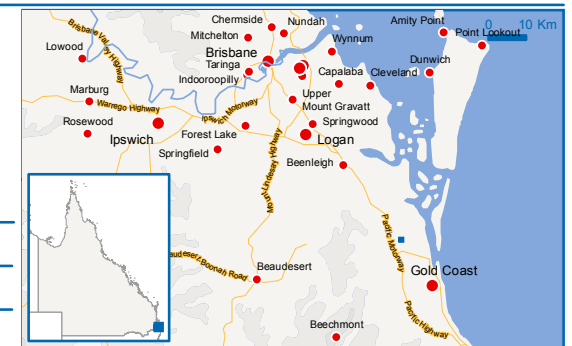 Chermside
Nundah
Amity Point
0 10 Km
Mitchelton
Point Lookout
Brisbane Valley Highway
Wynnum
Lowood
Brisbane
Taringa
Dunwich
Indooroopilly
Capalaba
Cleveland
Marburg
Upper
Mount Gravatt
Warrego Highway
Ipswich Motorway
Rosewood
Springwood
Ipswich
Forest Lake
Logan
Springfield
Beenleigh
Lindesay Highway
Pacific Motorway
Beaudesert
Gold Coast
Pacific Highway
Beechmont